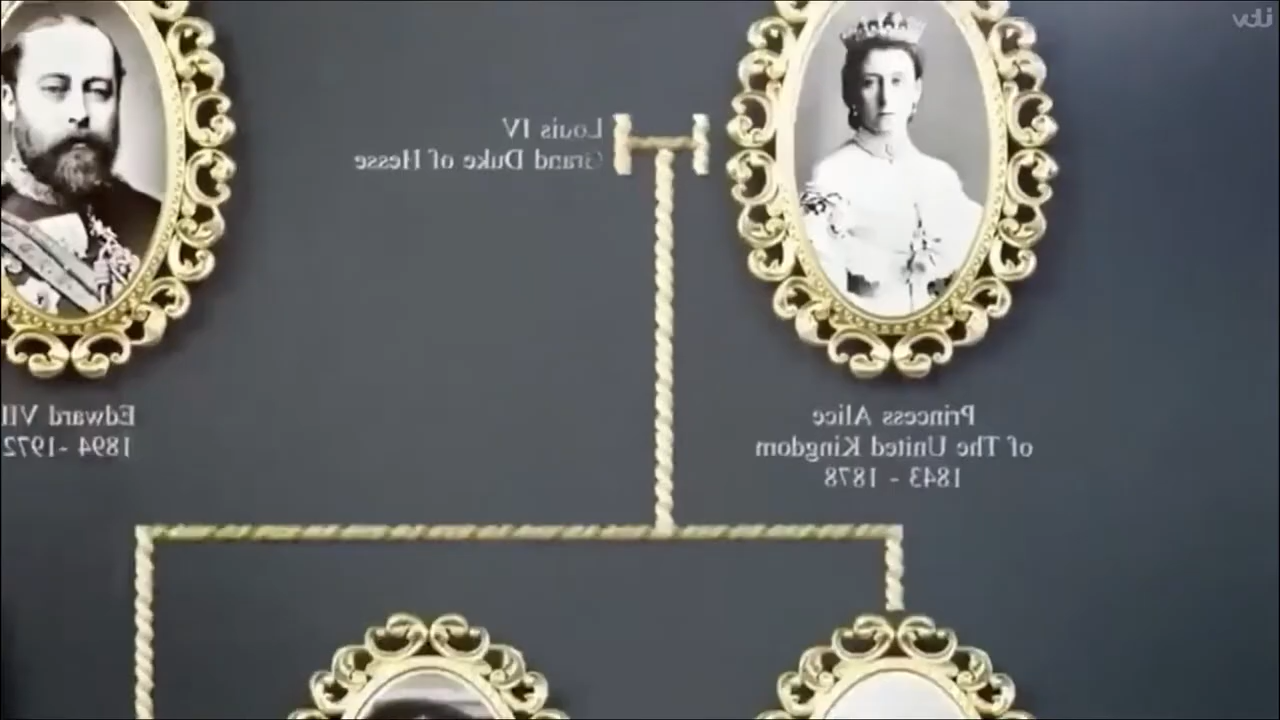 Louis IV
Grand Duke of Hesse
Edward VII
1894 - 1972
Princess Alice
of The United Kingdom
1843 - 1878